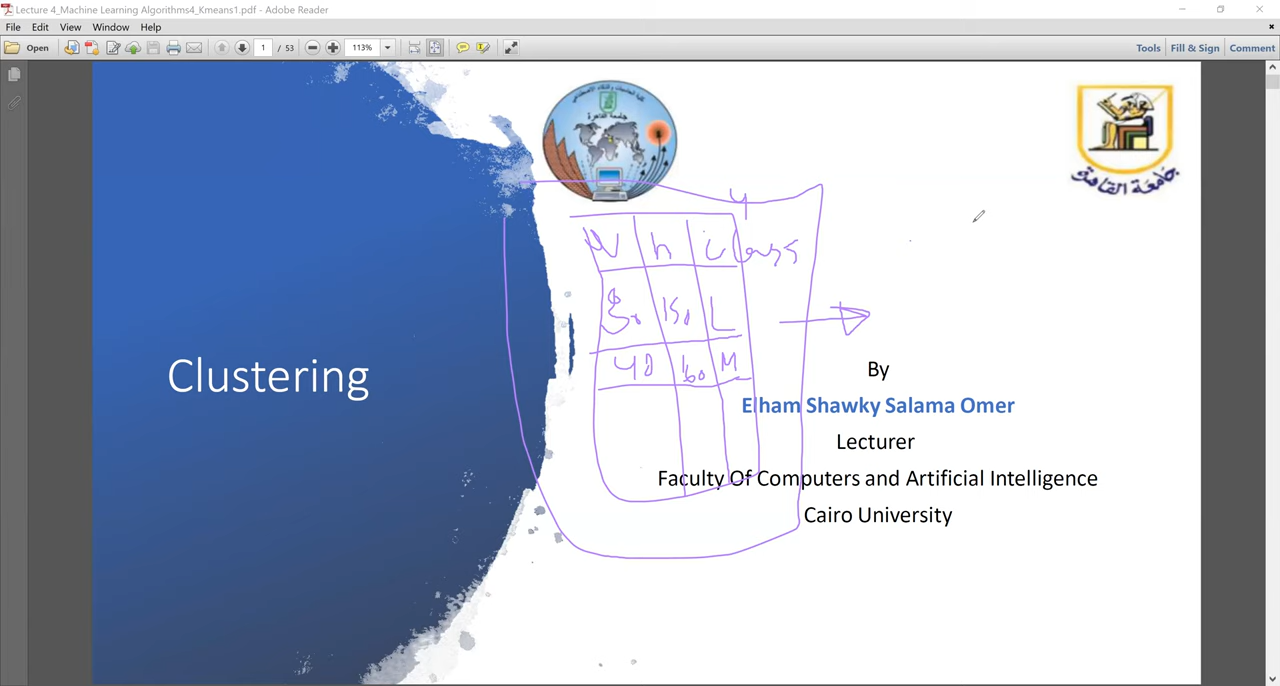 Lecture 4_Machine Learning Algorithms4_Kmeans1.pdf - Adobe Reader
File Edit View Window Help
Open 1 / 53 113% Tools Fill & Sign Comment
جامعة القاهرة
جامعة القاهرة
y
W h class
150 L
40 160 M
Clustering
By
Elham Shawky Salama Omer
Lecturer
Faculty Of Computers and Artificial Intelligence
Cairo University